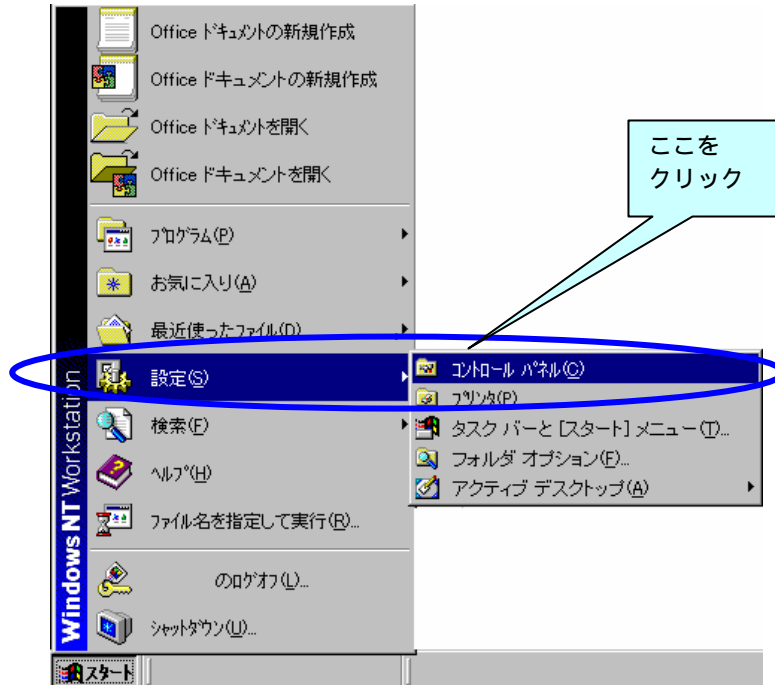 Office ﾄﾞｷｭﾒﾝﾄの新規作成
Office ドキュメントの新規作成
Office ﾄﾞｷｭﾒﾝﾄを開く
Office ドキュメントを開く
ここを
クリック
ﾌﾟﾛｸﾞﾗﾑ(P)
お気に入り(A)
最近使ったﾌｧｲﾙ(D)
設定(S)
ｺﾝﾄﾛｰﾙ ﾊﾟﾈﾙ(C)
ﾌﾟﾘﾝﾀ(P)
検索(F)
タスク バーと [スタート] メニュー(T)...
フォルダ オプション(F)...
ﾍﾙﾌﾟ(H)
アクティブ デスクトップ(A)
ﾌｧｲﾙ名を指定して実行(R)...
のﾛｸﾞｵﾌ(L)...
ｼｬｯﾄﾀﾞｳﾝ(U)...
Windows NT Workstation
スタート